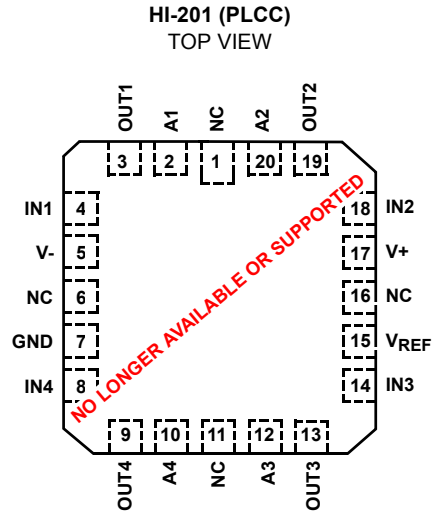 HI-201 (PLCC)
TOP VIEW
OUT1 A1 NC A2 OUT2
3 2 1 20 19
IN1 4 18 IN2
V- 5 17 V+
NC 6 16 NC
GND 7 15 VREF
IN4 8 14 IN3
NO LONGER AVAILABLE OR SUPPORTED
9 10 11 12 13
OUT4 A4 NC A3 OUT3